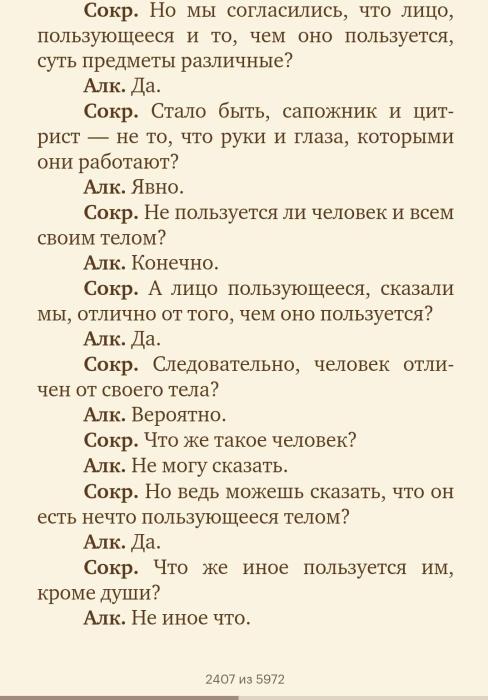 Сокр. Но мы согласились, что лицо,
пользующееся и то, чем оно пользуется,
суть предметы различные?
Алк. Да.
Сокр. Стало быть, сапожник и цит-
рист — не то, что руки и глаза, которыми
они работают?
Алк. Явно.
Сокр. Не пользуется ли человек и всем
своим телом?
Алк. Конечно.
Сокр. А лицо пользующееся, сказали
мы, отлично от того, чем оно пользуется?
Алк. Да.
Сокр. Следовательно, человек отли-
чен от своего тела?
Алк. Вероятно.
Сокр. Что же такое человек?
Алк. Не могу сказать.
Сокр. Но ведь можешь сказать, что он
есть нечто пользующееся телом?
Алк. Да.
Сокр. Что же иное пользуется им,
кроме души?
Алк. Не иное что.
2407 из 5972